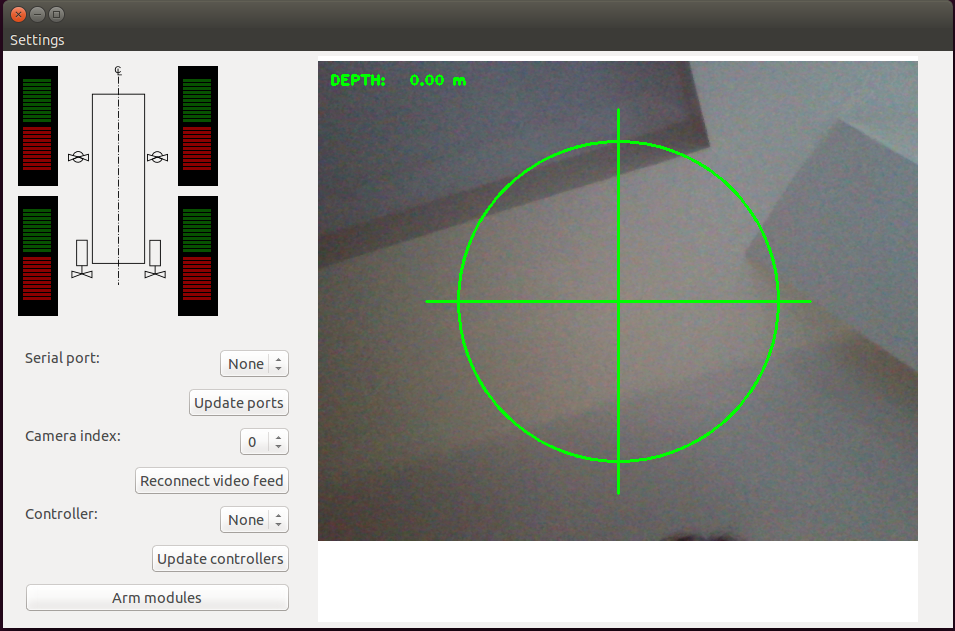 Settings
℄
DEPTH: 0.00 m
Serial port:
None
Update ports
Camera index:
0
Reconnect video feed
Controller:
None
Update controllers
Arm modules